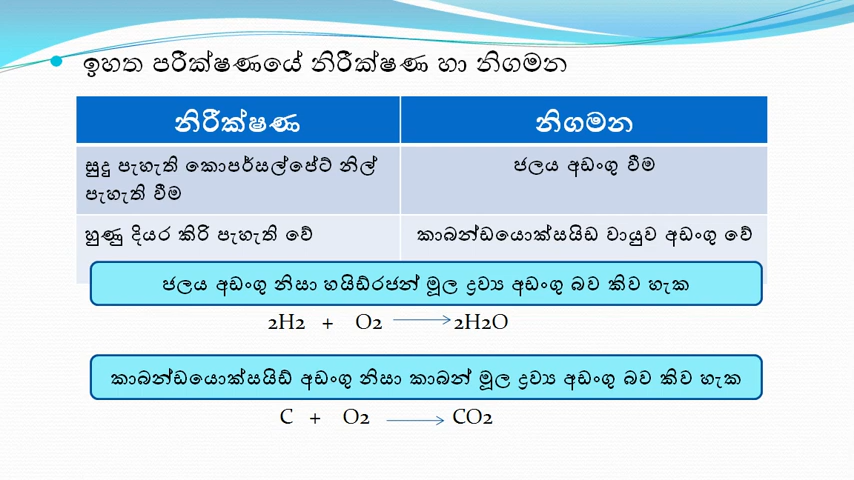 ඉහත පරීක්ෂණයේ නිරීක්ෂණ හා නිගමන
නිරීක්ෂණ
නිගමන
සුදු පැහැති කොපර්සල්පේට් නිල්
පැහැති වීම
ජලය අඩංගු වීම
හුණු දියර කිරි පැහැති වේ
කාබන්ඩයොක්සයිඩ වායුව අඩංගු වේ
ජලය අඩංගු නිසා හයිඩ්රජන් මූල ද්‍රව්‍ය අඩංගු බව කිව හැක
2H2 + O2 ⟶ 2H2O
කාබන්ඩයොක්සයිඩ් අඩංගු නිසා කාබන් මූල ද්‍රව්‍ය අඩංගු බව කිව හැක
C + O2 ⟶ CO2